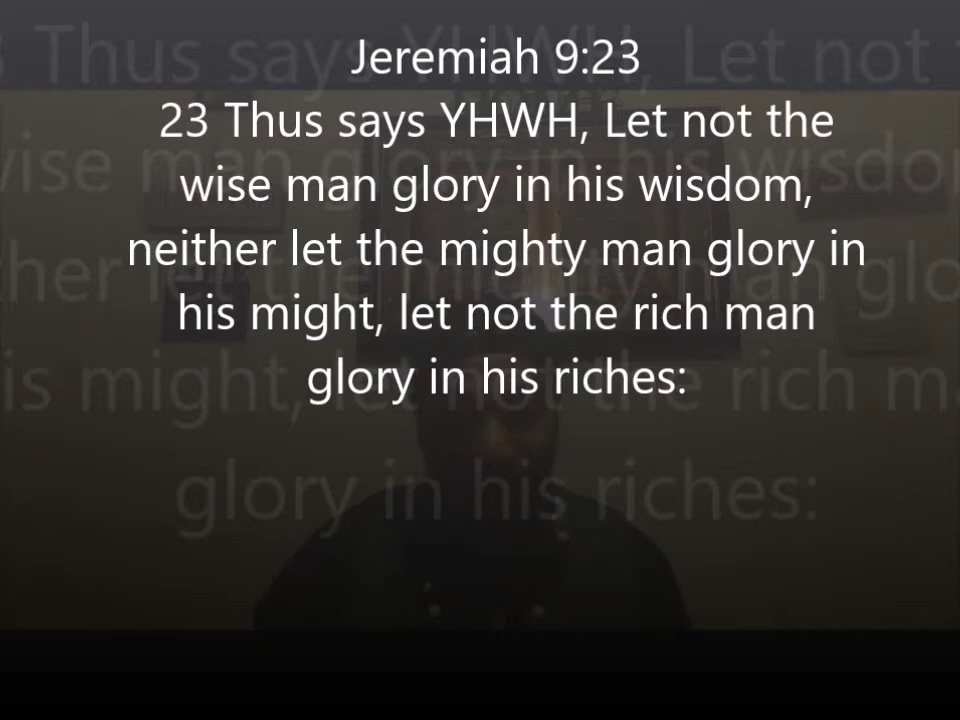 Jeremiah 9:23
23 Thus says YHWH, Let not the
wise man glory in his wisdom,
neither let the mighty man glory in
his might, let not the rich man
glory in his riches: